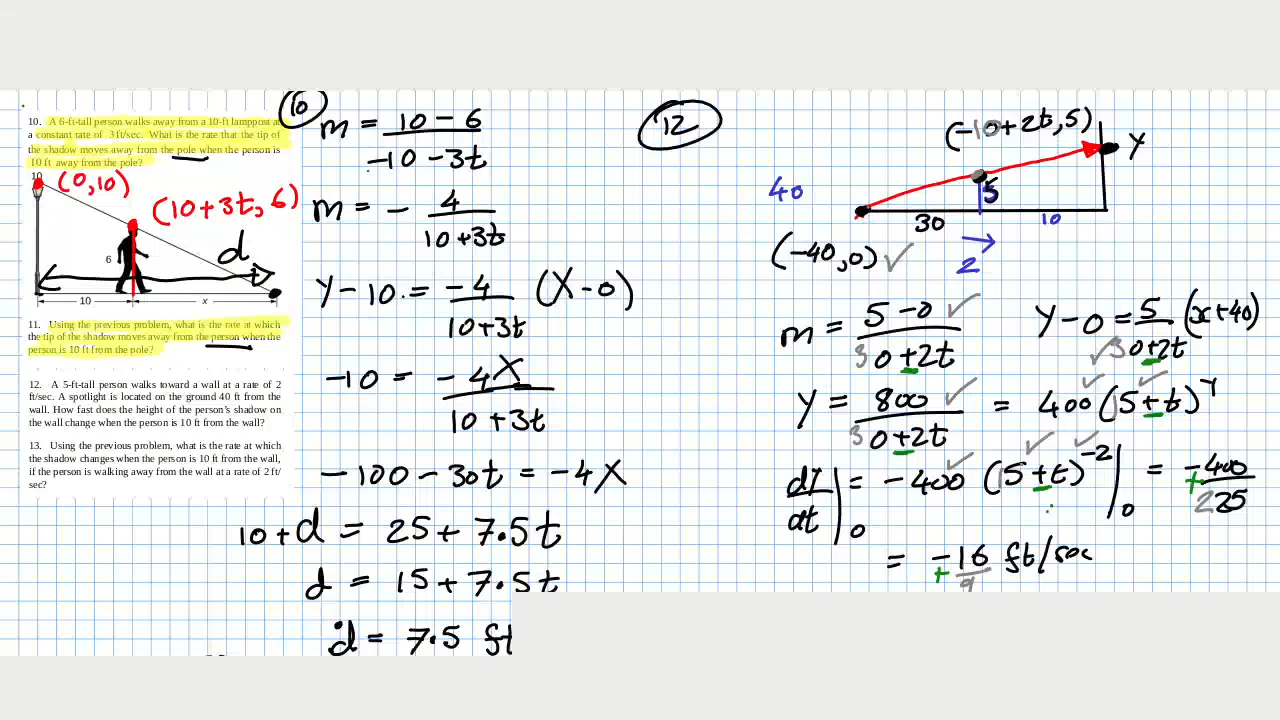 10. A 6-ft-tall person walks away from a 10-ft lamppost at
a constant rate of 3 ft/sec. What is the rate that the tip of
the shadow moves away from the pole when the person is
10 ft away from the pole?
10
(0,10)
(10+3t, 6)
6
d
10
x
11. Using the previous problem, what is the rate at which
the tip of the shadow moves away from the person when the
person is 10 ft from the pole?
12. A 5-ft-tall person walks toward a wall at a rate of 2
ft/sec. A spotlight is located on the ground 40 ft from the
wall. How fast does the height of the person's shadow on
the wall change when the person is 10 ft from the wall?
13. Using the previous problem, what is the rate at which
the shadow changes when the person is 10 ft from the wall,
if the person is walking away from the wall at a rate of 2 ft/
sec?
10
m = 10 - 6 / -10 - 3t
m = - 4 / 10+3t
y - 10 = -4 / 10+3t (x - 0)
-10 = -4x / 10+3t
-100 - 30t = -4x
10+d = 25 + 7.5t
d = 15 + 7.5t
ḋ = 7.5 ft
12
(-10+2t, 5)
Y
40
5
30
10
(-40,0) ✓
2
m = 5-0 / 30+2t ✓
y - 0 = 5 / 30+2t (x+40)
y = 800 / 30+2t = 400 (15+t)⁻¹
dy/dt |₀ = -400 (15+t)⁻² |₀ = -400 / 225
+
= -16/9 ft/sec
+